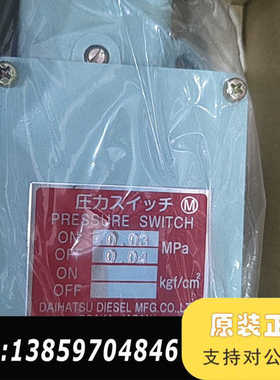 圧力スイッチ Ⓜ
PRESSURE SWITCH
ON 0.03 MPa
OFF 0.04
ON kgf/cm²
OFF
DAIHATSU DIESEL MFG.CO.,L
:13859704846
原装正
支持对公